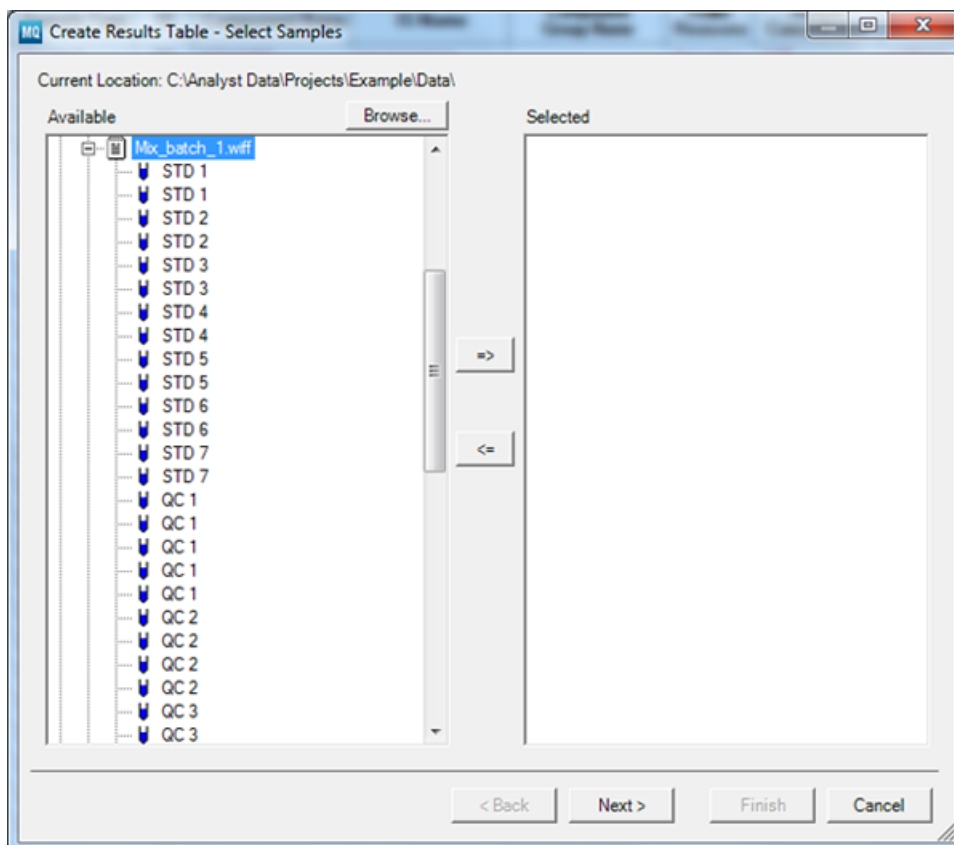 MQ Create Results Table - Select Samples
Current Location: C:\Analyst Data\Projects\Example\Data\
Available
Browse...
Selected
Mix_batch_1.wiff
STD 1
STD 1
STD 2
STD 2
STD 3
STD 3
STD 4
STD 4
STD 5
STD 5
STD 6
STD 6
STD 7
STD 7
QC 1
QC 1
QC 1
QC 1
QC 1
QC 2
QC 2
QC 2
QC 2
QC 3
QC 3
=>
<=
< Back
Next >
Finish
Cancel